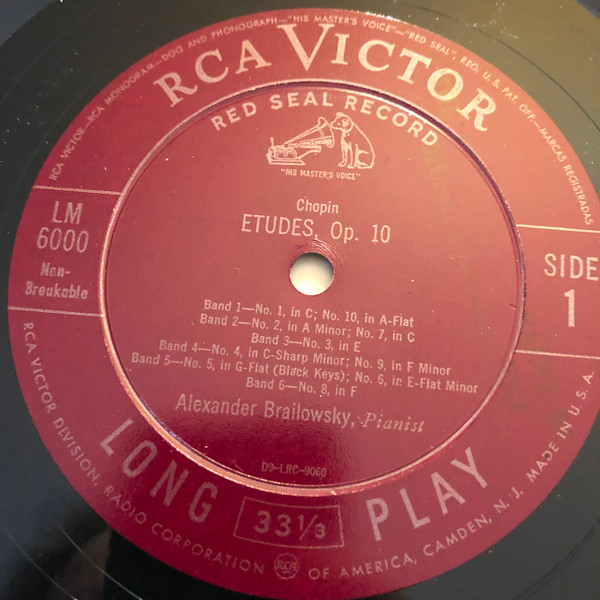 RCA VICTOR—RCA MONOGRAM—DOG AND PHONOGRAPH—"HIS MASTER'S VOICE"—"RED SEAL", REG. U. S. PAT. OFF.—MARCAS REGISTRADAS
RCA VICTOR
RED SEAL RECORD
"HIS MASTER'S VOICE"
LM
6000
Non-
Breakable
SIDE
1
Chopin
ETUDES, Op. 10
Band 1—No. 1, in C; No. 10, in A-Flat
Band 2—No. 2, in A Minor; No. 7, in C
Band 3—No. 3, in E
Band 4—No. 4, in C-Sharp Minor; No. 9, in F Minor
Band 5—No. 5, in G-Flat (Black Keys); No. 6, in E-Flat Minor
Band 6—No. 8, in F
Alexander Brailowsky, Pianist
D9-LRC-9060
LONG 33 1/3 PLAY
RCA VICTOR DIVISION, RADIO CORPORATION RCA OF AMERICA, CAMDEN, N. J. MADE IN U. S. A.